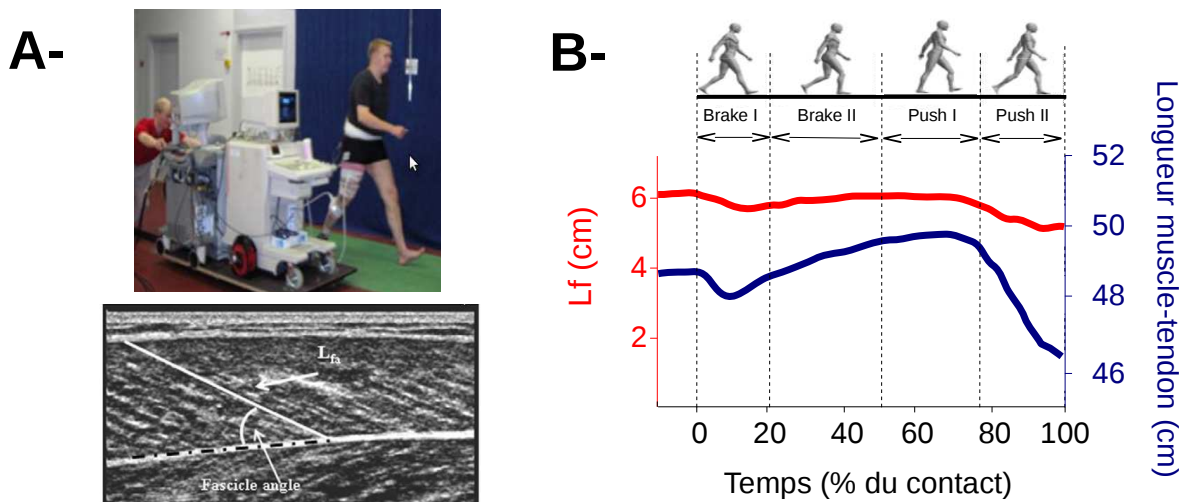 A-
L_fa
Fascicle angle
B-
Brake I
Brake II
Push I
Push II
Lf (cm)
6
4
2
52
50
48
46
Longueur muscle-tendon (cm)
0
20
40
60
80
100
Temps (% du contact)